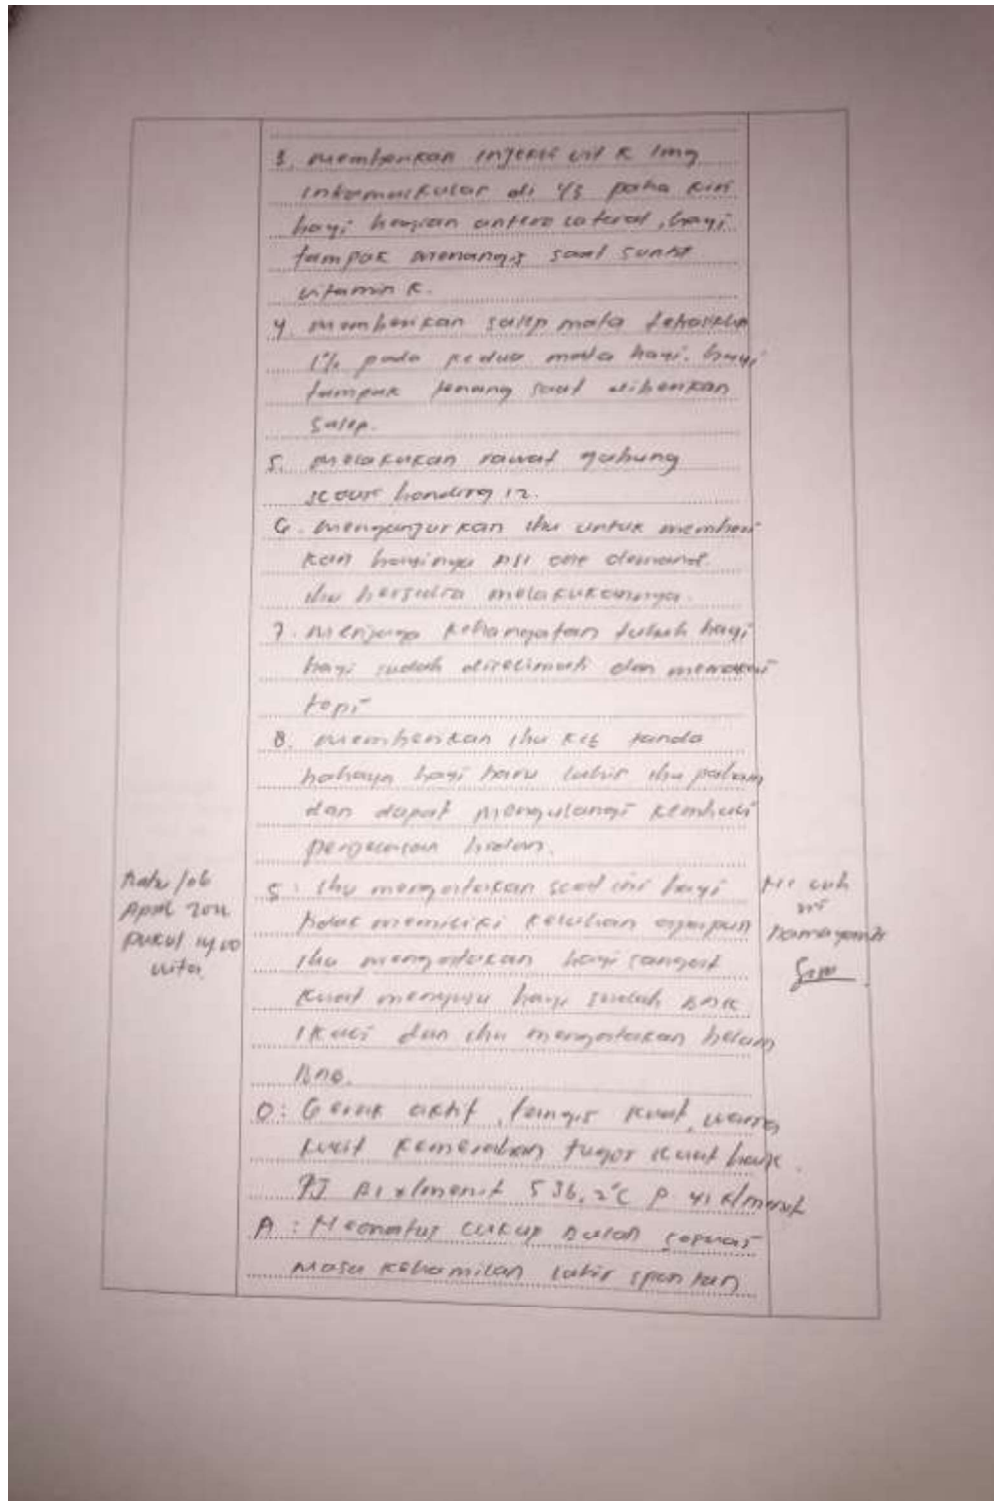 3. memberikan injeksi vit K 1mg
intramuskular di 1/3 paha kiri
bayi bagian antero lateral, bayi
tampak menangis saat suntik
vitamin K.
4. memberikan salep mata
1% pada kedua mata bayi. bayi
tampak tenang saat diberikan
salep.
5. melakukan rawat gabung
6. menganjurkan ibu untuk memberi
kan bayinya ASI one demand.
ibu bersedia melakukannya.
7. menjaga kehangatan tubuh bayi
bayi sudah diselimuti dan memakai
topi
8. memberikan ibu KIE tanda
bahaya bayi baru lahir ibu paham
dan dapat mengulangi kembali
penjelasan bidan.
S: ibu mengatakan saat ini bayi
tidak memiliki keluhan apapun
ibu mengatakan bayi sangat
kuat menyusu bayi sudah BAK
1 kali dan ibu mengatakan belum
BAB.
O: Gerak aktif, tangis kuat, warna
kulit kemerahan tugor kulit baik.
x/menit S 36,2°C P 41 x/menit
A: Neonatus cukup bulan sesuai
masa kehamilan lahir spontan
Rabu/06
April 2022
pukul 14.00
wita